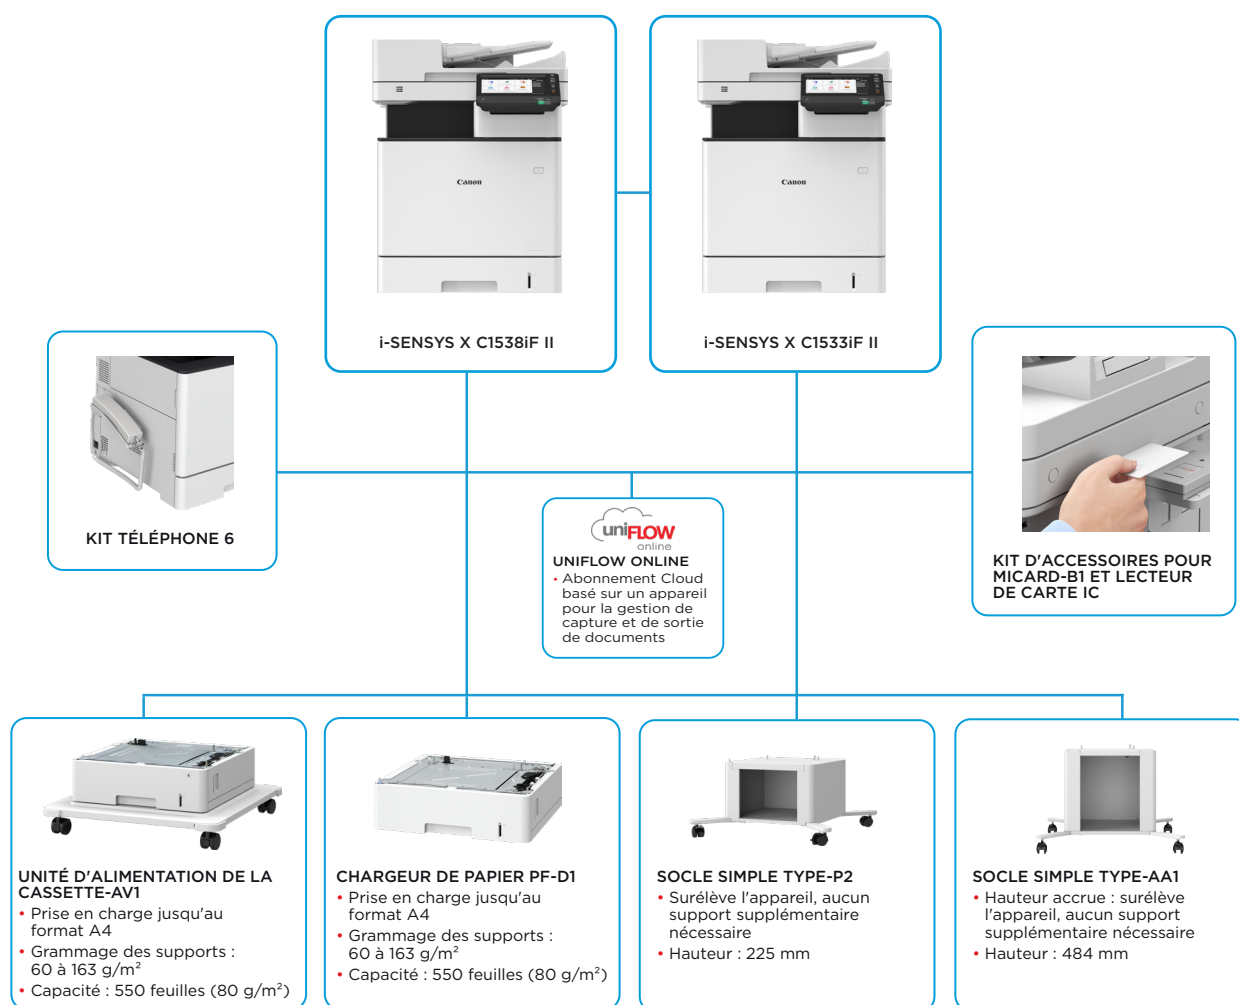 Canon
Canon
i-SENSYS X C1538iF II
i-SENSYS X C1533iF II
KIT TÉLÉPHONE 6
uniFLOW
online
UNIFLOW ONLINE
• Abonnement Cloud
basé sur un appareil
pour la gestion de
capture et de sortie
de documents
KIT D'ACCESSOIRES POUR
MICARD-B1 ET LECTEUR
DE CARTE IC
UNITÉ D'ALIMENTATION DE LA
CASSETTE-AV1
• Prise en charge jusqu'au
format A4
• Grammage des supports :
60 à 163 g/m²
• Capacité : 550 feuilles (80 g/m²)
CHARGEUR DE PAPIER PF-D1
• Prise en charge jusqu'au
format A4
• Grammage des supports :
60 à 163 g/m²
• Capacité : 550 feuilles (80 g/m²)
SOCLE SIMPLE TYPE-P2
• Surélève l'appareil, aucun
support supplémentaire
nécessaire
• Hauteur : 225 mm
SOCLE SIMPLE TYPE-AA1
• Hauteur accrue : surélève
l'appareil, aucun support
supplémentaire nécessaire
• Hauteur : 484 mm